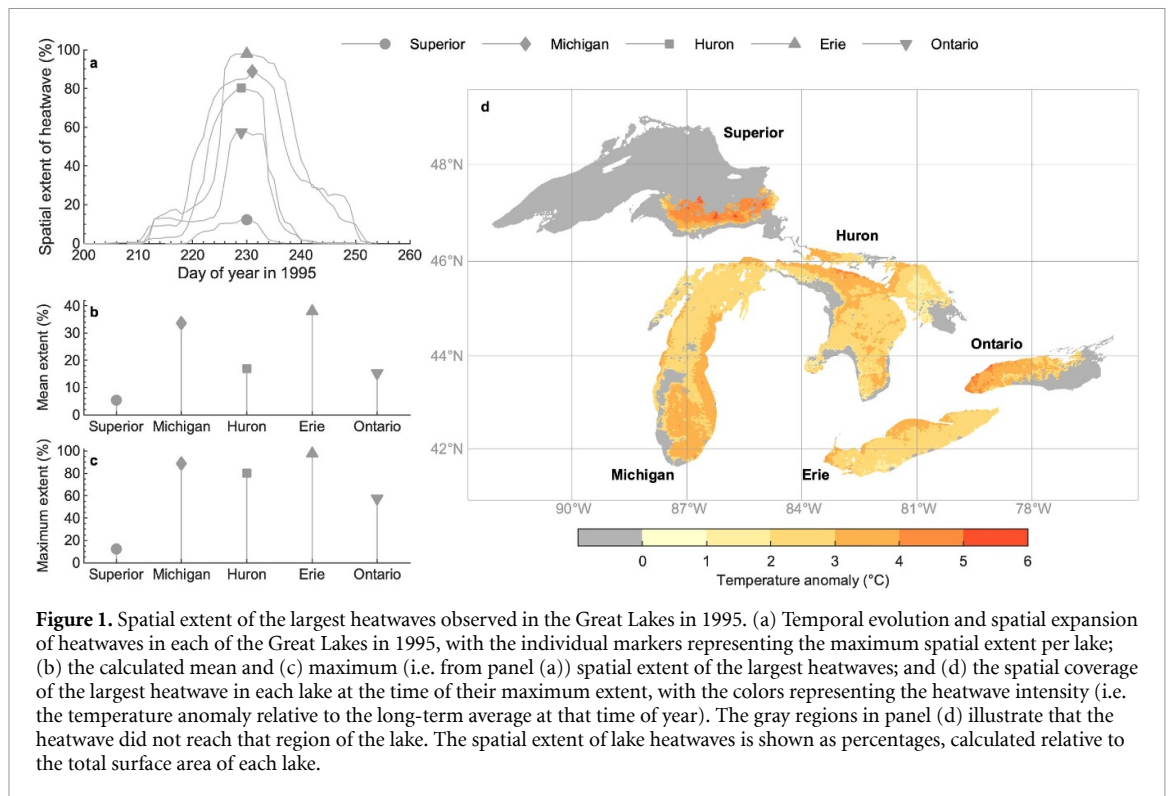 Superior Michigan Huron Erie Ontario
a
Spatial extent of heatwave (%)
100
80
60
40
20
0
200 210 220 230 240 250 260
Day of year in 1995
b
Mean extent (%)
40
30
20
10
0
Superior Michigan Huron Erie Ontario
c
Maximum extent (%)
100
80
60
40
20
0
Superior Michigan Huron Erie Ontario
d
Superior
48°N
Huron
46°N
Ontario
44°N
42°N
Michigan Erie
90°W 87°W 84°W 81°W 78°W
0 1 2 3 4 5 6
Temperature anomaly (°C)
Figure 1. Spatial extent of the largest heatwaves observed in the Great Lakes in 1995. (a) Temporal evolution and spatial expansion
of heatwaves in each of the Great Lakes in 1995, with the individual markers representing the maximum spatial extent per lake;
(b) the calculated mean and (c) maximum (i.e. from panel (a)) spatial extent of the largest heatwaves; and (d) the spatial coverage
of the largest heatwave in each lake at the time of their maximum extent, with the colors representing the heatwave intensity (i.e.
the temperature anomaly relative to the long-term average at that time of year). The gray regions in panel (d) illustrate that the
heatwave did not reach that region of the lake. The spatial extent of lake heatwaves is shown as percentages, calculated relative to
the total surface area of each lake.